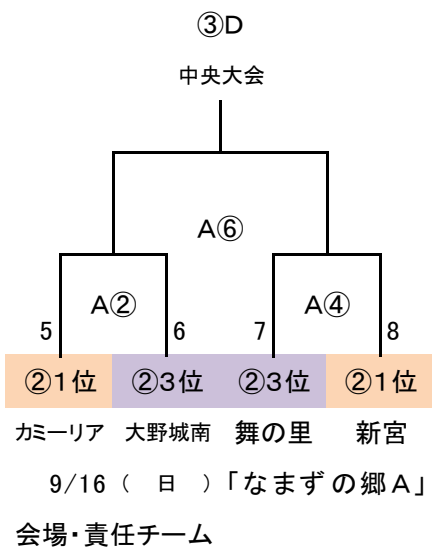 ③D
中央大会
A⑥
A② A④
5 6 7 8
②1位 ②3位 ②3位 ②1位
カミーリア 大野城南 舞の里 新宮
9/16 ( 日 ) 「なまずの郷A」
会場・責任チーム